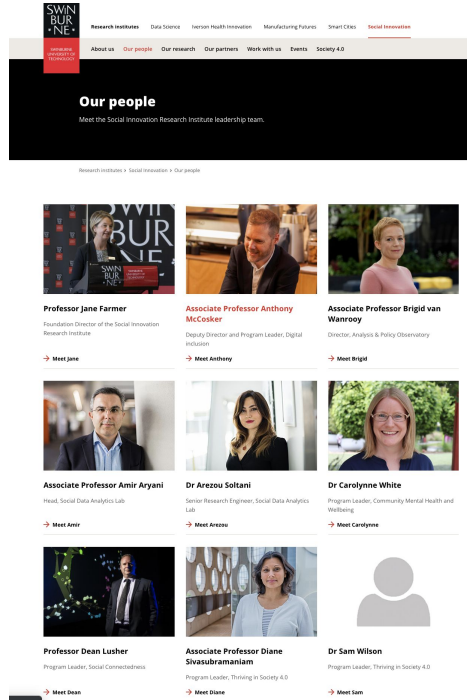 SWIN
BUR
•NE•
SWINBURNE
UNIVERSITY OF
TECHNOLOGY
Research institutes Data Science Iverson Health Innovation Manufacturing Futures Smart Cities Social Innovation
About us Our people Our research Our partners Work with us Events Society 4.0
Our people
Meet the Social Innovation Research Institute leadership team.
Research institutes > Social Innovation > Our people
SWIN
BUR
SWIN
BUR
•NE•
Professor Jane Farmer
Foundation Director of the Social Innovation
Research Institute
→ Meet Jane
Associate Professor Anthony
McCosker
Deputy Director and Program Leader, Digital
inclusion
→ Meet Anthony
Associate Professor Brigid van
Wanrooy
Director, Analysis & Policy Observatory
→ Meet Brigid
Associate Professor Amir Aryani
Head, Social Data Analytics Lab
→ Meet Amir
Dr Arezou Soltani
Senior Research Engineer, Social Data Analytics
Lab
→ Meet Arezou
Dr Carolynne White
Program Leader, Community Mental Health and
Wellbeing
→ Meet Carolynne
Professor Dean Lusher
Program Leader, Social Connectedness
→ Meet Dean
Associate Professor Diane
Sivasubramaniam
Program Leader, Thriving in Society 4.0
→ Meet Diane
Dr Sam Wilson
Program Leader, Thriving in Society 4.0
→ Meet Sam